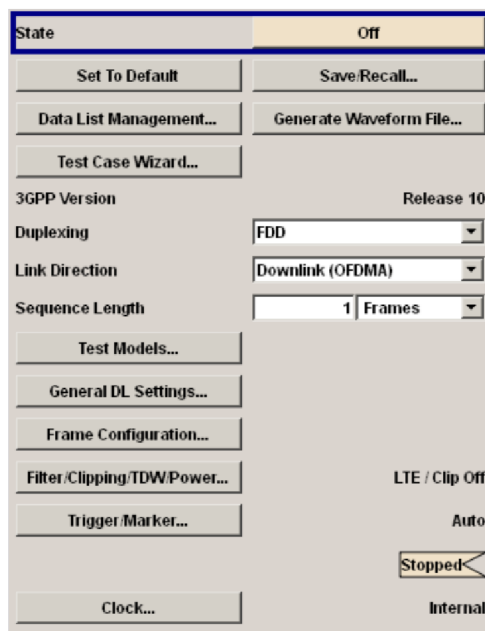 State Off
Set To Default Save/Recall...
Data List Management... Generate Waveform File...
Test Case Wizard...
3GPP Version Release 10
Duplexing FDD
Link Direction Downlink (OFDMA)
Sequence Length 1 Frames
Test Models...
General DL Settings...
Frame Configuration...
Filter/Clipping/TDW/Power... LTE / Clip Off
Trigger/Marker... Auto
Stopped
Clock... Internal